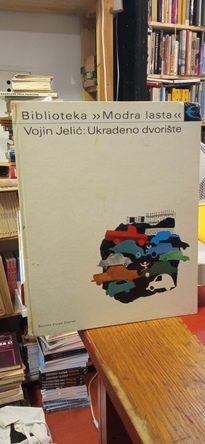 Biblioteka »Modra lasta«
Vojin Jelić: Ukradeno dvorište